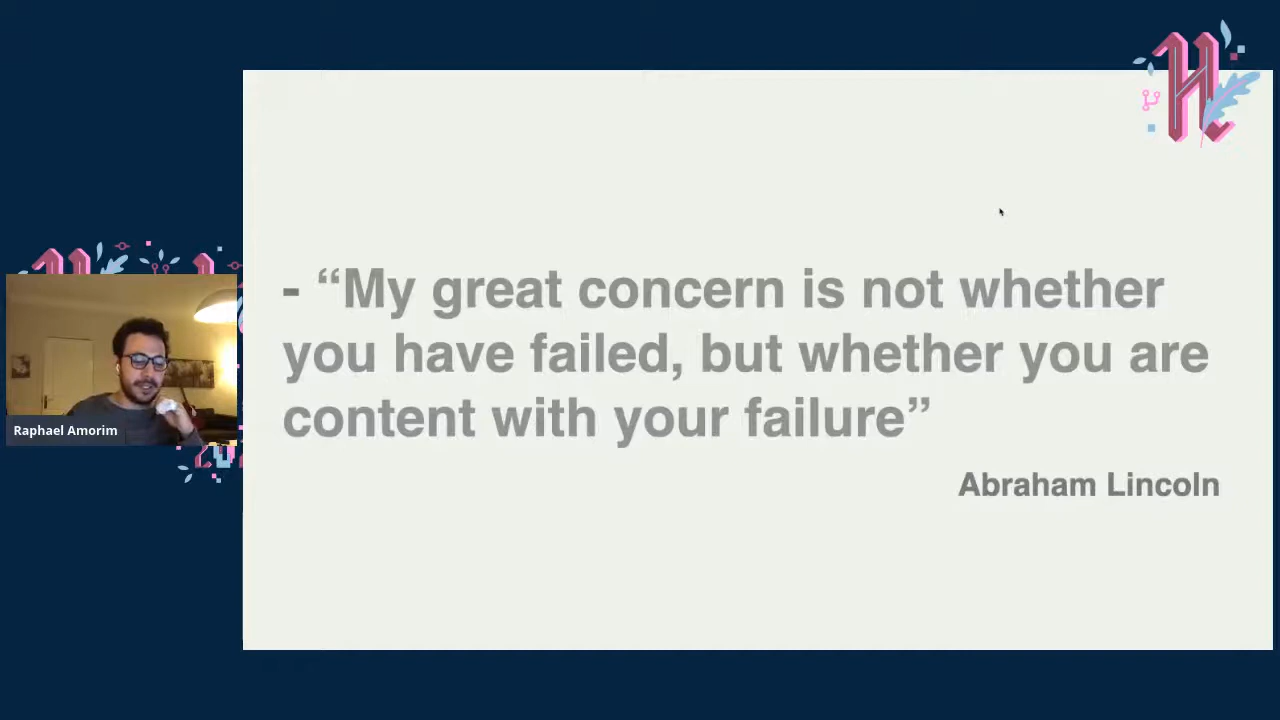 - “My great concern is not whether
you have failed, but whether you are
content with your failure”
Abraham Lincoln
Raphael Amorim